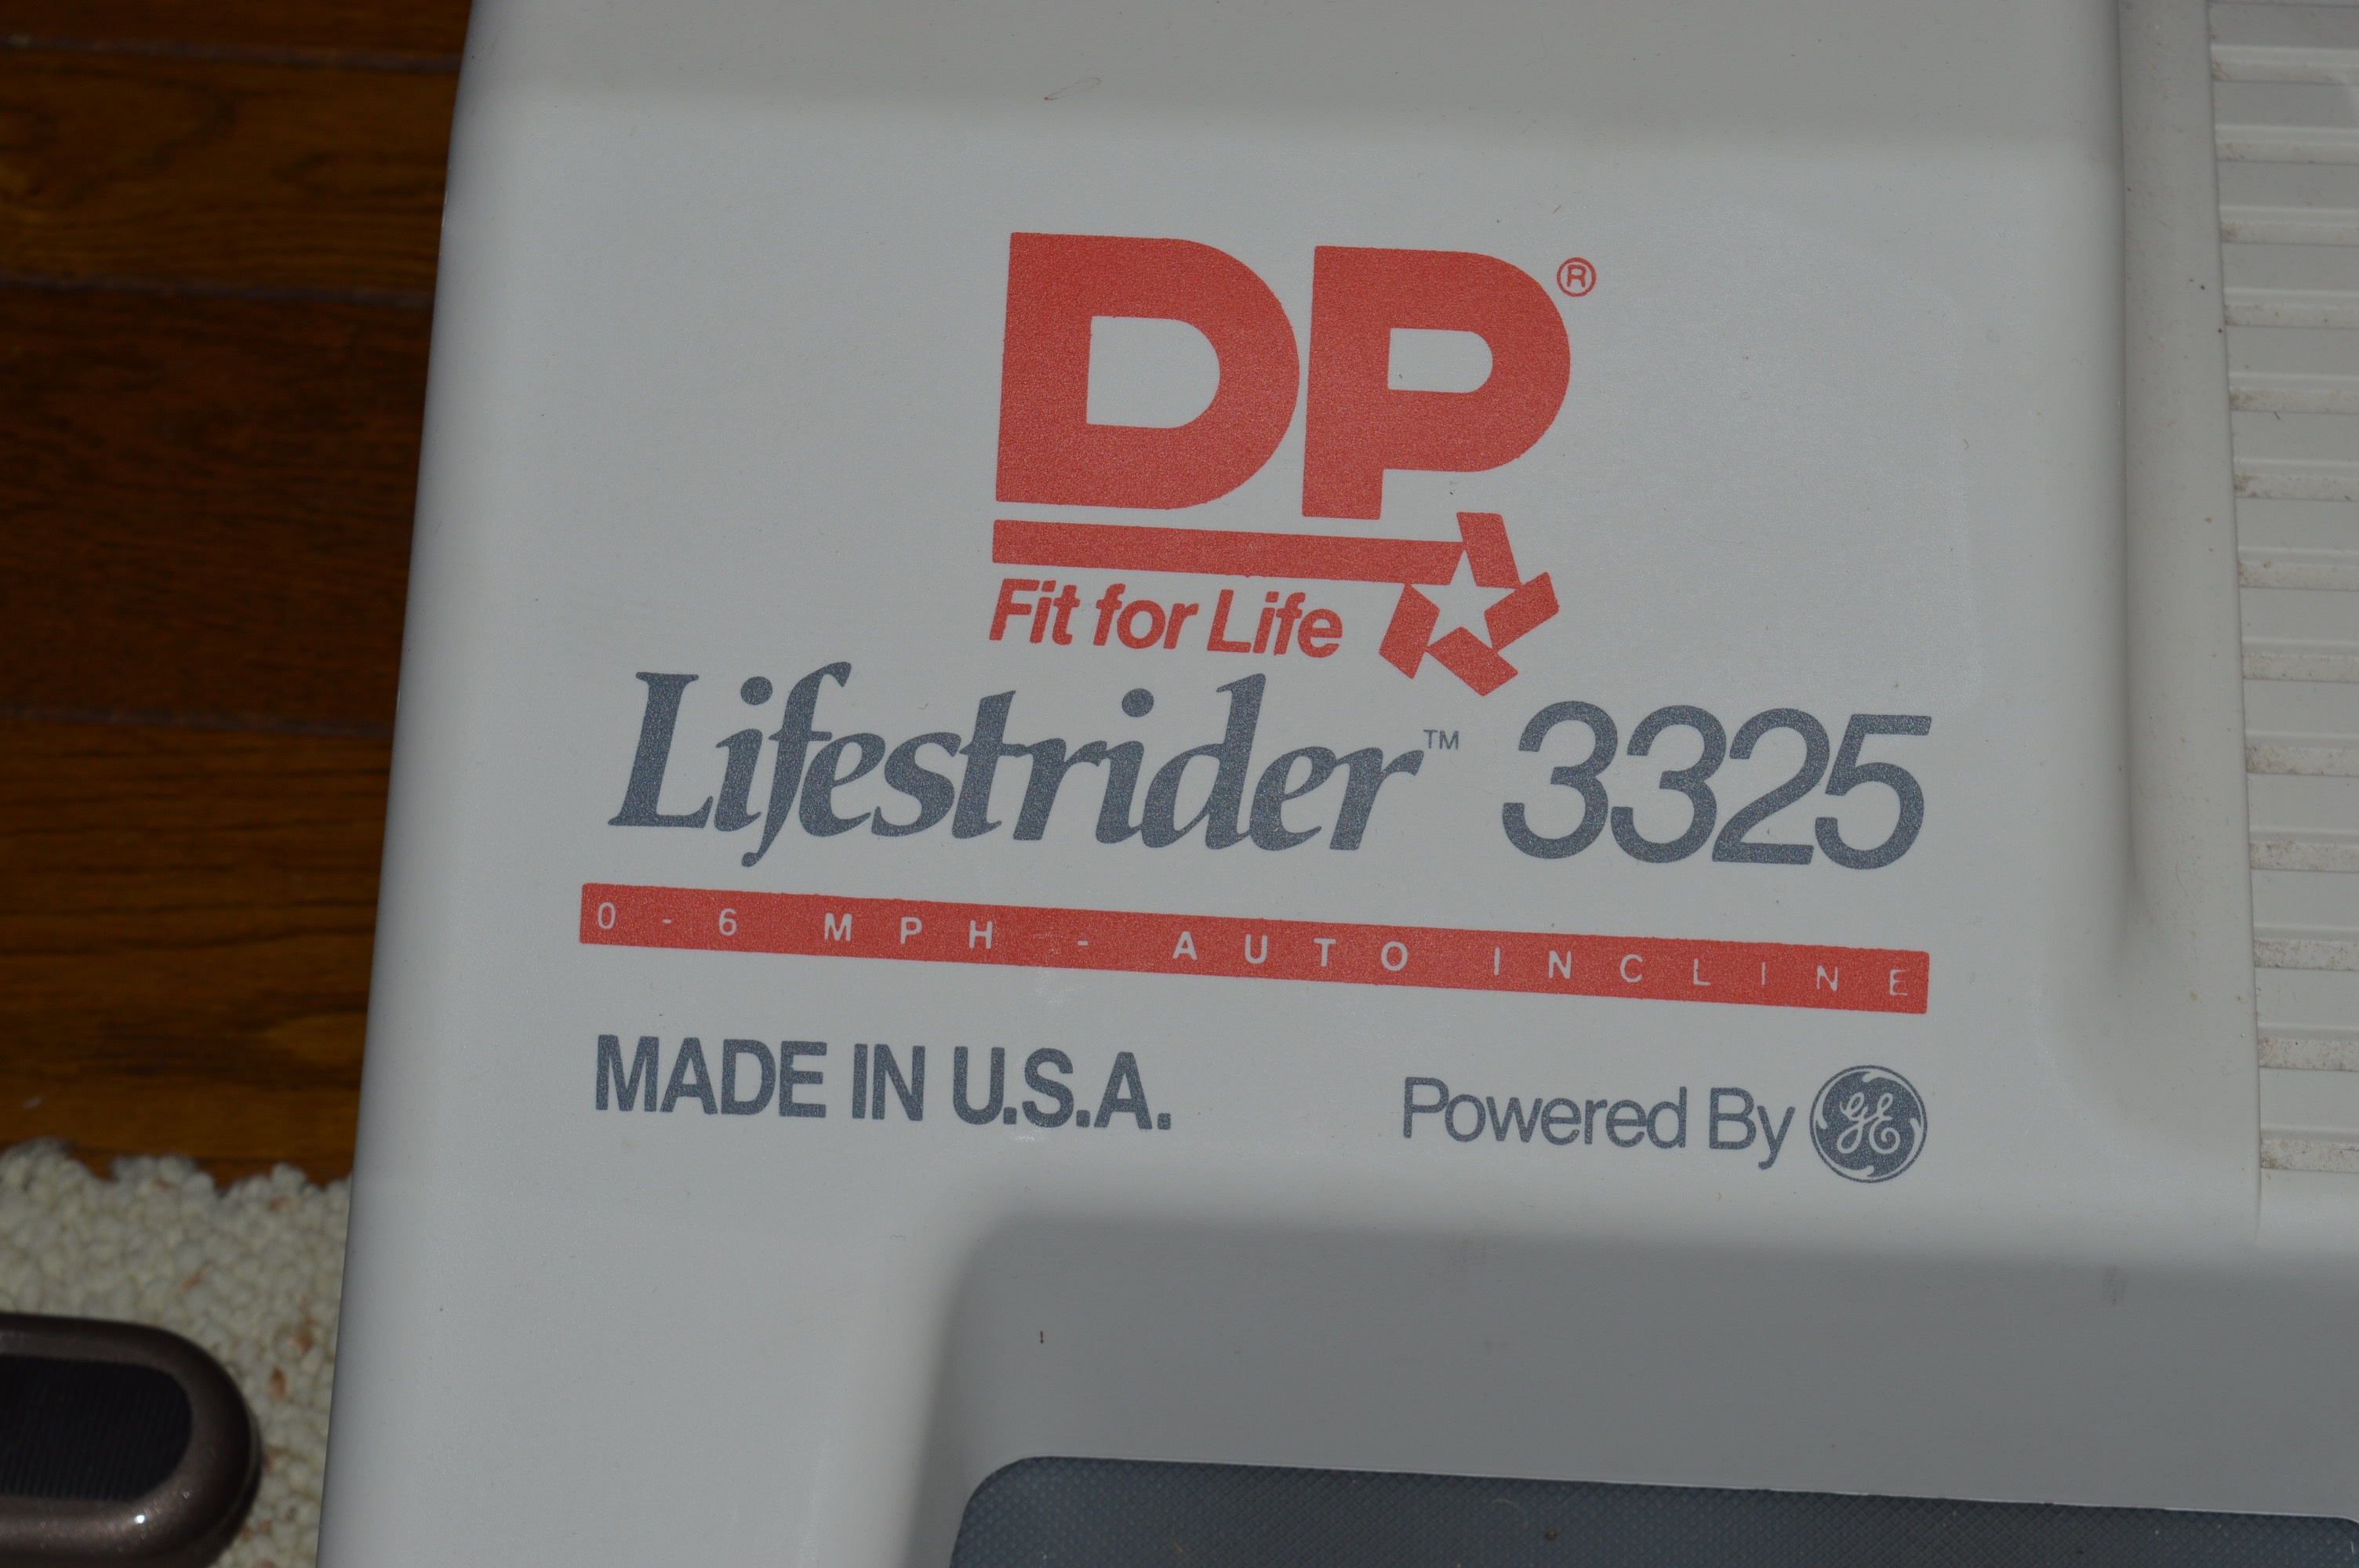 DP®
Fit for Life
Lifestrider™ 3325
0 - 6 MPH - AUTO INCLINE
MADE IN U.S.A.
Powered By GE